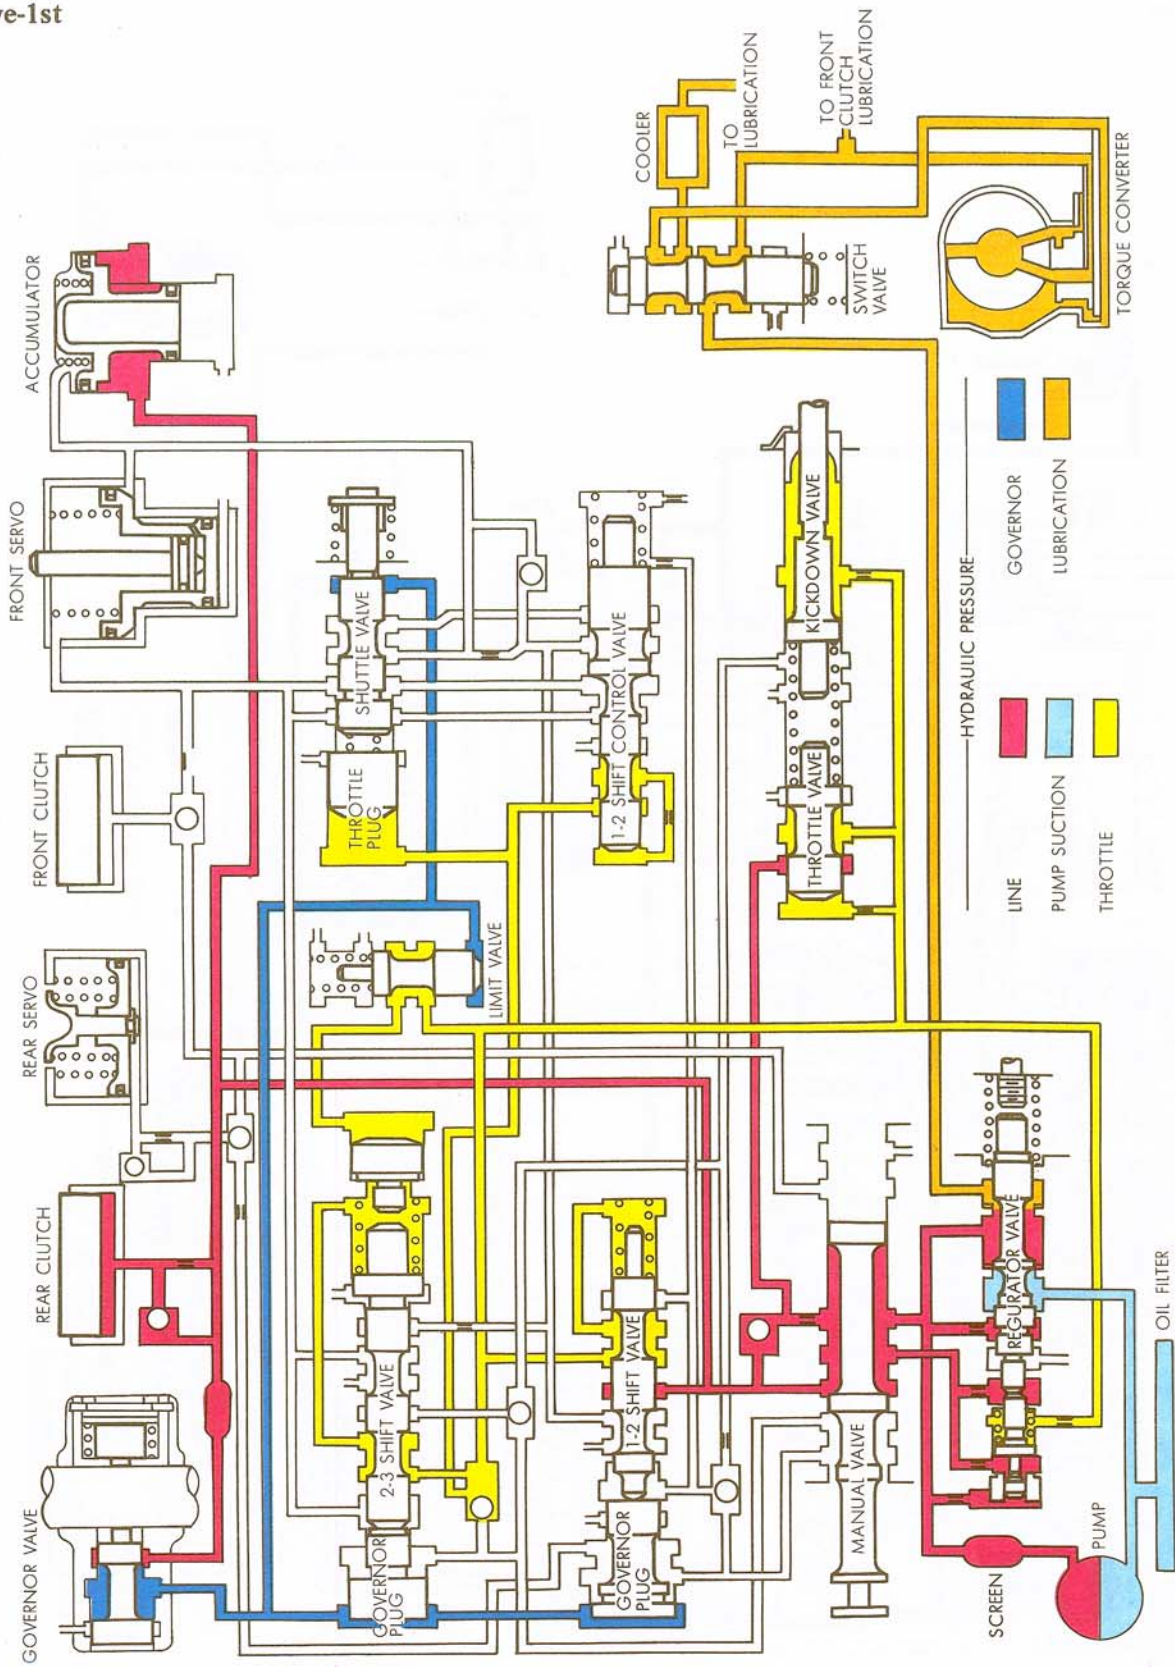 ve-1st
GOVERNOR VALVE
REAR CLUTCH
REAR SERVO
FRONT CLUTCH
FRONT SERVO
ACCUMULATOR
GOVERNOR
PLUG
2-3 SHIFT VALVE
LIMIT VALVE
THROTTLE
PLUG
SHUTTLE VALVE
GOVERNOR
PLUG
1-2 SHIFT VALVE
1-2 SHIFT CONTROL VALVE
COOLER
TO
LUBRICATION
TO FRONT
CLUTCH
LUBRICATION
SWITCH
VALVE
TORQUE CONVERTER
MANUAL VALVE
THROTTLE VALVE
KICKDOWN VALVE
SCREEN
PUMP
REGURATOR VALVE
OIL FILTER
HYDRAULIC PRESSURE
LINE
PUMP SUCTION
THROTTLE
GOVERNOR
LUBRICATION